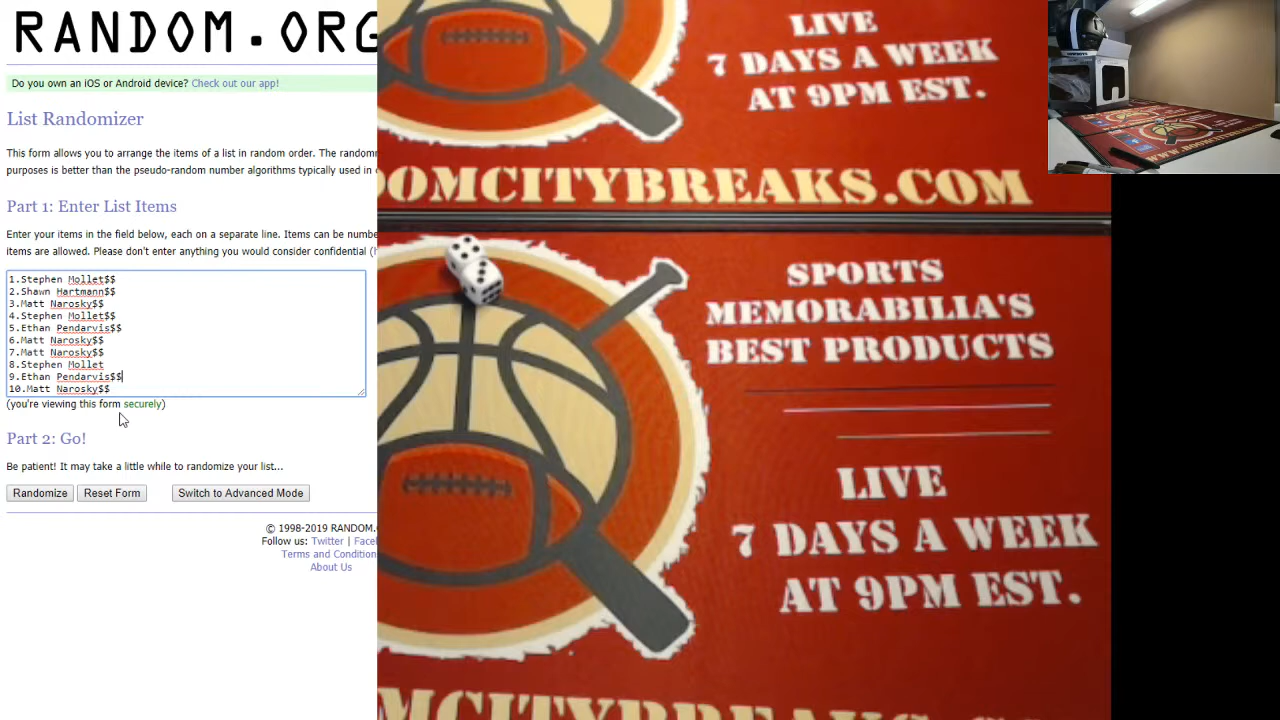 RANDOM.ORG
Do you own an iOS or Android device? Check out our app!
List Randomizer
This form allows you to arrange the items of a list in random order. The randomn
purposes is better than the pseudo-random number algorithms typically used in c
Part 1: Enter List Items
Enter your items in the field below, each on a separate line. Items can be numbe
items are allowed. Please don't enter anything you would consider confidential (
1.Stephen Mollet$$
2.Shawn Hartmann$$
3.Matt Narosky$$
4.Stephen Mollet$$
5.Ethan Pendarvis$$
6.Matt Narosky$$
7.Matt Narosky$$
8.Stephen Mollet
9.Ethan Pendarvis$$
10.Matt Narosky$$
(you're viewing this form securely)
Part 2: Go!
Be patient! It may take a little while to randomize your list...
Randomize Reset Form Switch to Advanced Mode
© 1998-2019 RANDOM.
Follow us: Twitter | Face
Terms and Condition
About Us
LIVE
7 DAYS A WEEK
AT 9PM EST.
OOMCITYBREAKS.COM
SPORTS
MEMORABILIA'S
BEST PRODUCTS
LIVE
7 DAYS A WEEK
AT 9PM EST.